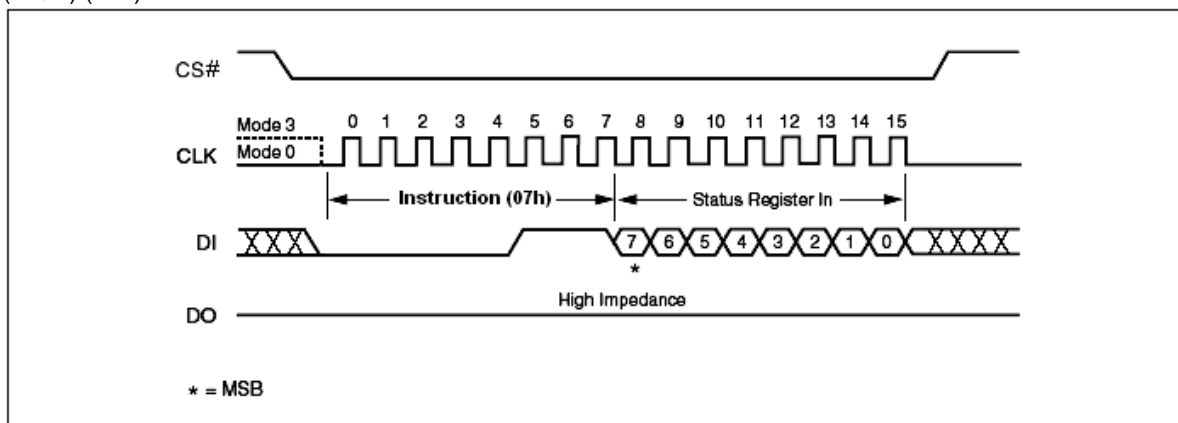 CS#
Mode 3
0 1 2 3 4 5 6 7 8 9 10 11 12 13 14 15
Mode 0
CLK
Instruction (07h)
Status Register In
DI
7 6 5 4 3 2 1 0
*
High Impedance
DO
* = MSB